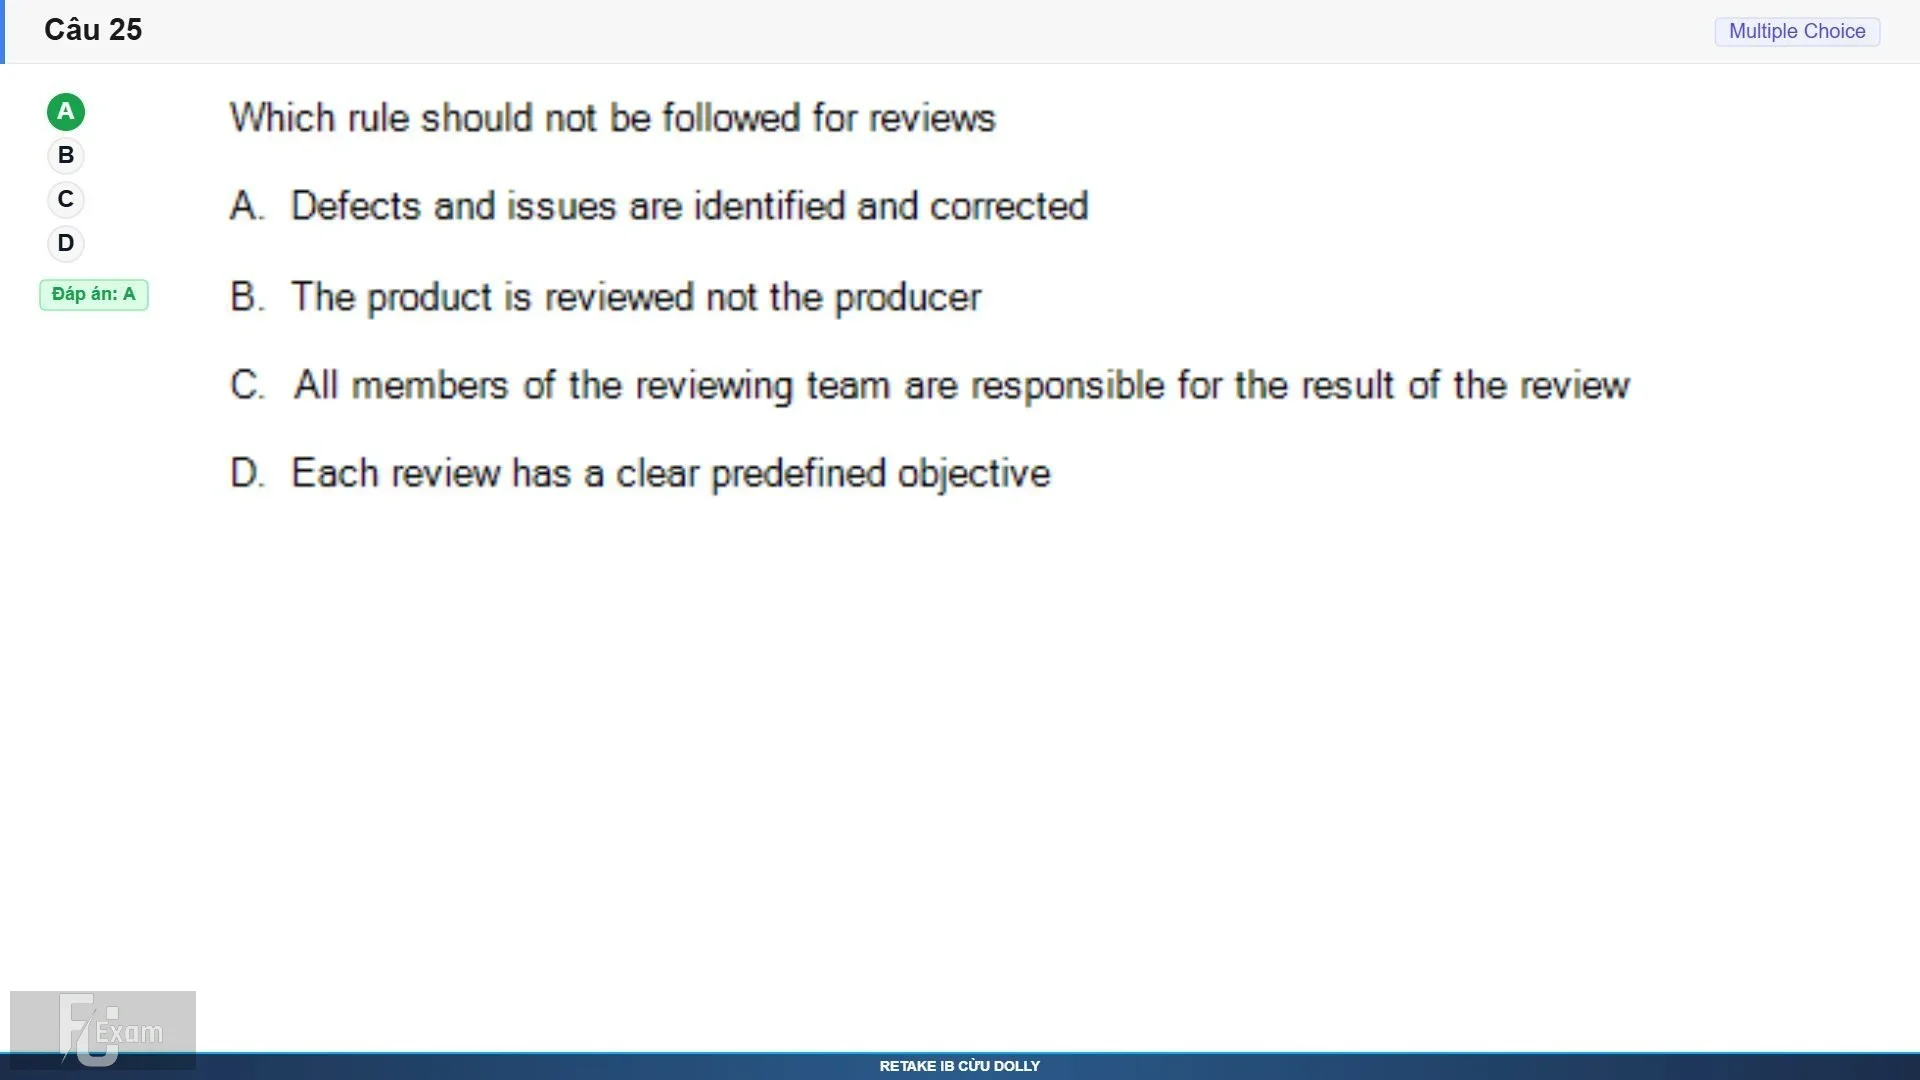 Câu 25
Multiple Choice
A
B
C
D
Đáp án: A
Which rule should not be followed for reviews
A. Defects and issues are identified and corrected
B. The product is reviewed not the producer
C. All members of the reviewing team are responsible for the result of the review
D. Each review has a clear predefined objective
FU Exam
RETAKE IB CỪU DOLLY